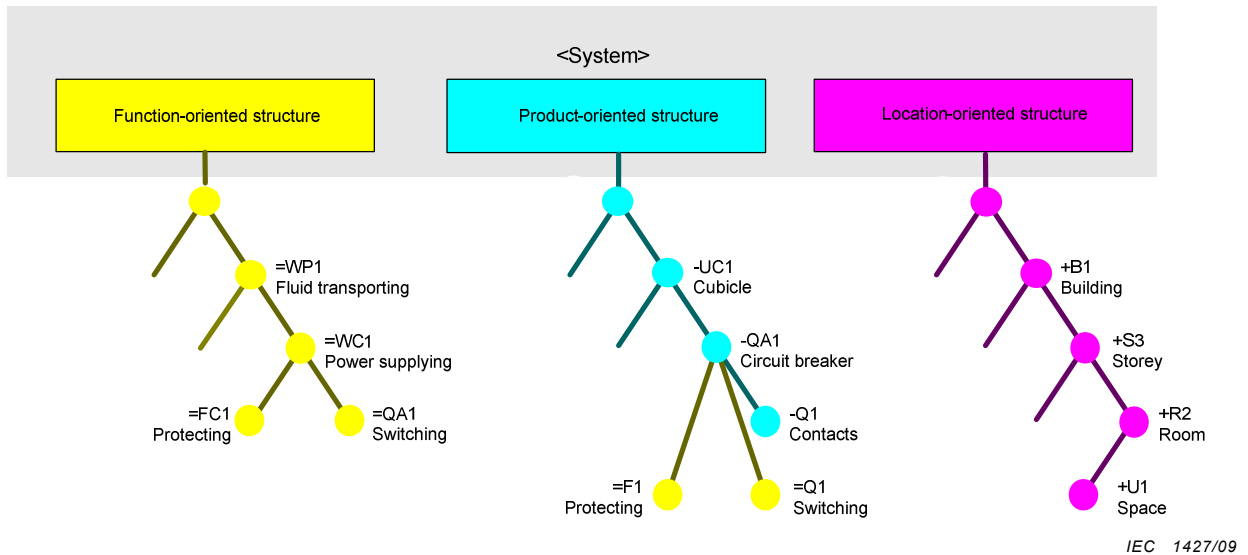 <System>
Function-oriented structure
Product-oriented structure
Location-oriented structure
=WP1
Fluid transporting
=WC1
Power supplying
=FC1
Protecting
=QA1
Switching
-UC1
Cubicle
-QA1
Circuit breaker
-Q1
Contacts
=F1
Protecting
=Q1
Switching
+B1
Building
+S3
Storey
+R2
Room
+U1
Space
IEC 1427/09